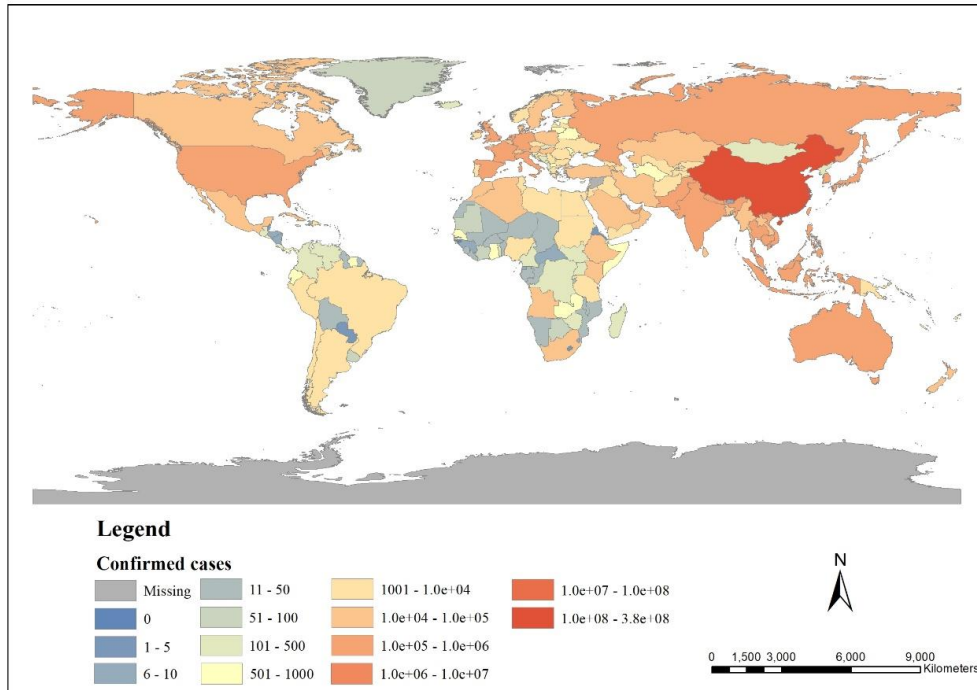 Legend
Confirmed cases
Missing
0
1 - 5
6 - 10
11 - 50
51 - 100
101 - 500
501 - 1000
1001 - 1.0e+04
1.0e+04 - 1.0e+05
1.0e+05 - 1.0e+06
1.0e+06 - 1.0e+07
1.0e+07 - 1.0e+08
1.0e+08 - 3.8e+08
N
0 1,500 3,000 6,000 9,000
Kilometers